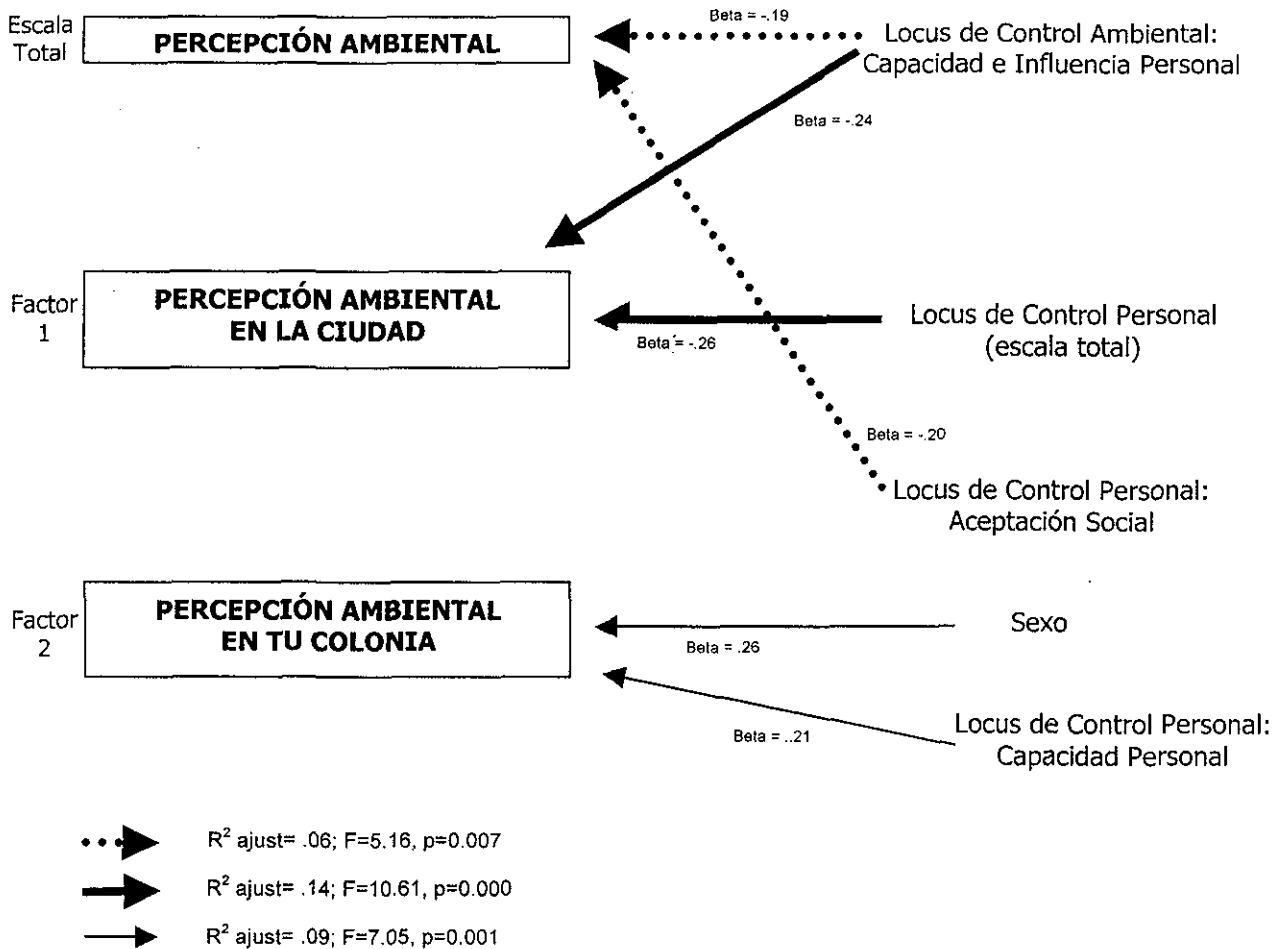 Escala
Total
PERCEPCIÓN AMBIENTAL
Beta = -.19
Locus de Control Ambiental:
Capacidad e Influencia Personal
Beta = -.24
Factor
1
PERCEPCIÓN AMBIENTAL
EN LA CIUDAD
Beta = -.26
Locus de Control Personal
(escala total)
Beta = -.20
Locus de Control Personal:
Aceptación Social
Factor
2
PERCEPCIÓN AMBIENTAL
EN TU COLONIA
Beta = .26
Sexo
Beta = ..21
Locus de Control Personal:
Capacidad Personal
R² ajust= .06; F=5.16, p=0.007
R² ajust= .14; F=10.61, p=0.000
R² ajust= .09; F=7.05, p=0.001